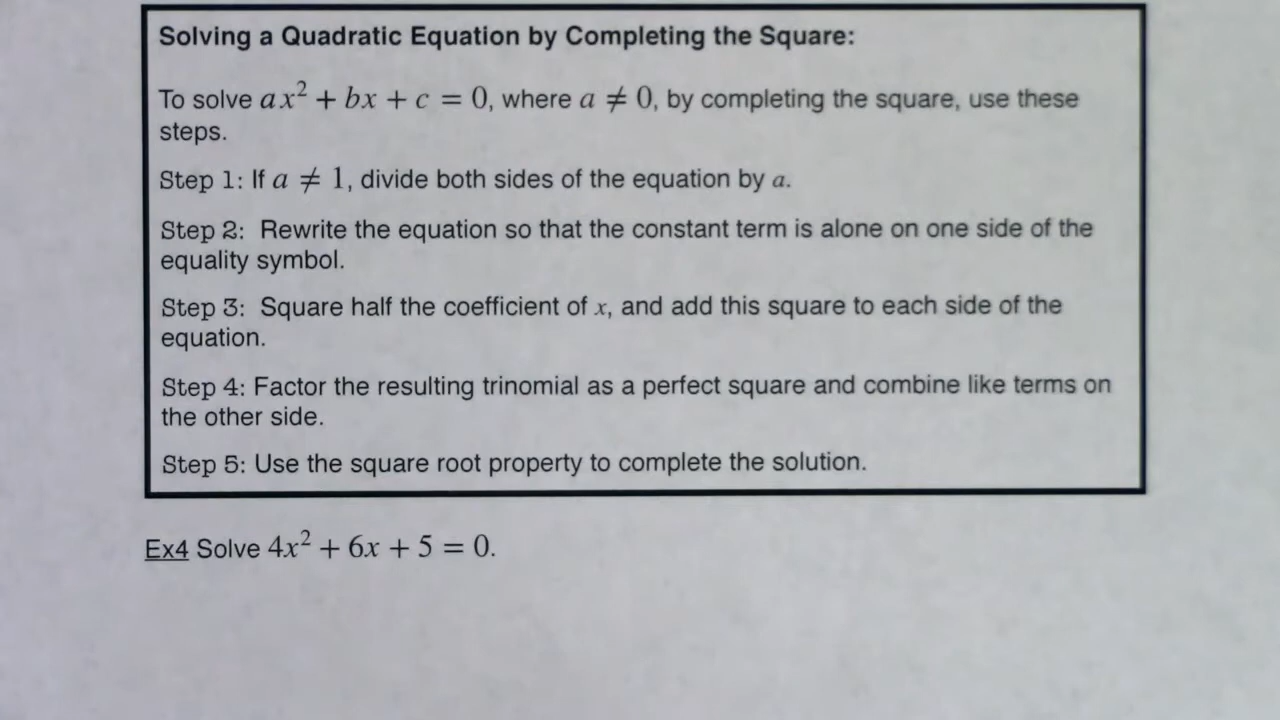 Solving a Quadratic Equation by Completing the Square:
To solve ax² + bx + c = 0, where a ≠ 0, by completing the square, use these
steps.
Step 1: If a ≠ 1, divide both sides of the equation by a.
Step 2: Rewrite the equation so that the constant term is alone on one side of the
equality symbol.
Step 3: Square half the coefficient of x, and add this square to each side of the
equation.
Step 4: Factor the resulting trinomial as a perfect square and combine like terms on
the other side.
Step 5: Use the square root property to complete the solution.
Ex4 Solve 4x² + 6x + 5 = 0.